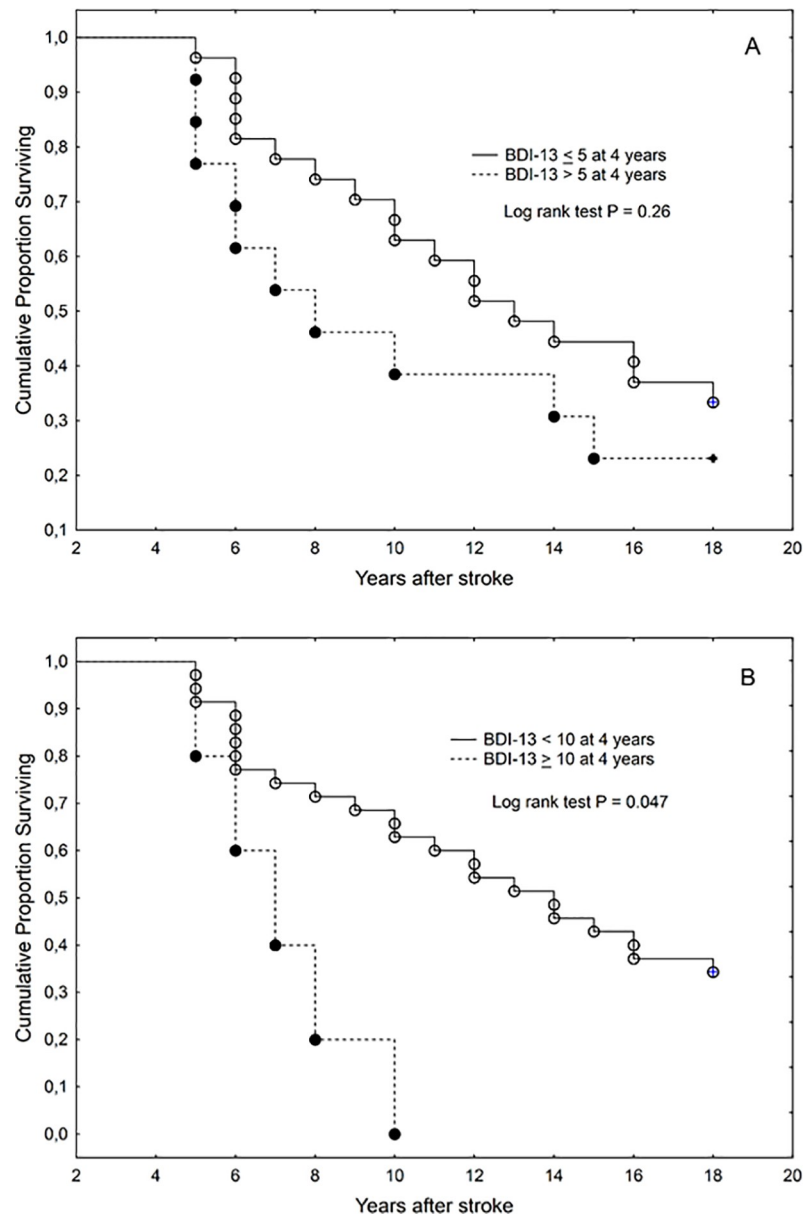 A
1,0
0,9
0,8
0,7
0,6
0,5
0,4
0,3
0,2
0,1
Cumulative Proportion Surviving
BDI-13 ≤ 5 at 4 years
BDI-13 > 5 at 4 years
Log rank test P = 0.26
2 4 6 8 10 12 14 16 18 20
Years after stroke
B
1,0
0,9
0,8
0,7
0,6
0,5
0,4
0,3
0,2
0,1
0,0
Cumulative Proportion Surviving
BDI-13 < 10 at 4 years
BDI-13 ≥ 10 at 4 years
Log rank test P = 0.047
2 4 6 8 10 12 14 16 18 20
Years after stroke